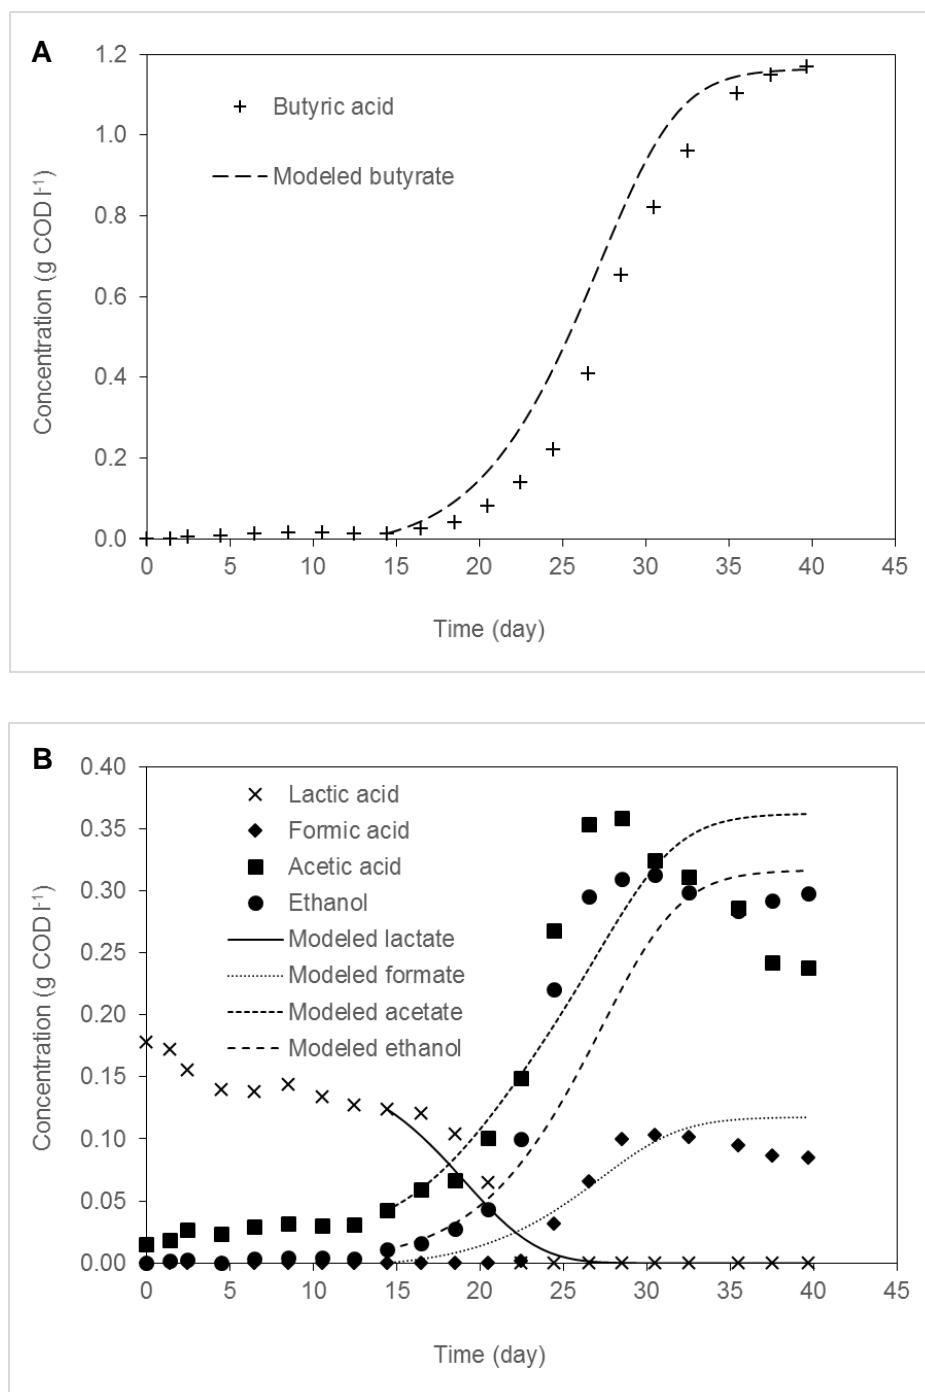 A
1.2
1.0
0.8
0.6
0.4
0.2
0.0
Concentration (g COD l-1)
Butyric acid
Modeled butyrate
0 5 10 15 20 25 30 35 40 45
Time (day)
B
0.40
0.35
0.30
0.25
0.20
0.15
0.10
0.05
0.00
Concentration (g COD l-1)
Lactic acid
Formic acid
Acetic acid
Ethanol
Modeled lactate
Modeled formate
Modeled acetate
Modeled ethanol
0 5 10 15 20 25 30 35 40 45
Time (day)